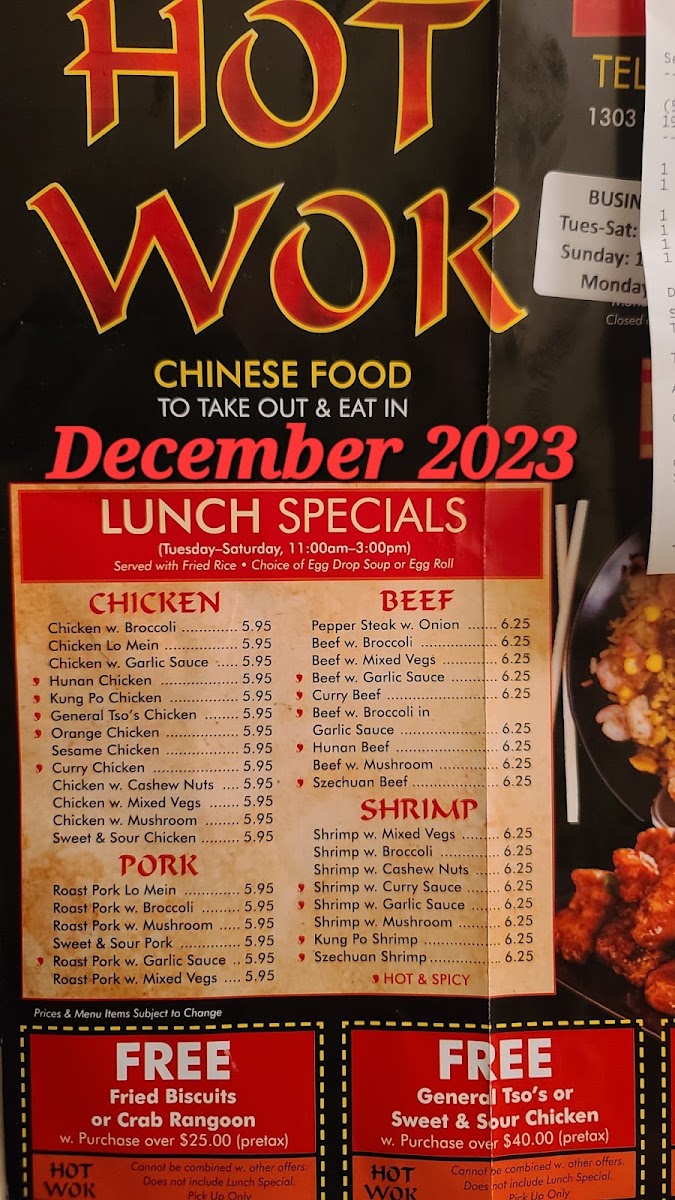 HOT
WOK
CHINESE FOOD
TO TAKE OUT & EAT IN
December 2023
TEL
1303
BUSIN
Tues-Sat:
Sunday: 1
Monday
Closed
LUNCH SPECIALS
(Tuesday–Saturday, 11:00am–3:00pm)
Served with Fried Rice • Choice of Egg Drop Soup or Egg Roll
CHICKEN
Chicken w. Broccoli ............. 5.95
Chicken Lo Mein ................. 5.95
Chicken w. Garlic Sauce ..... 5.95
Hunan Chicken ................... 5.95
Kung Po Chicken ................. 5.95
General Tso's Chicken ........ 5.95
Orange Chicken ................. 5.95
Sesame Chicken ................. 5.95
Curry Chicken ..................... 5.95
Chicken w. Cashew Nuts .... 5.95
Chicken w. Mixed Vegs ....... 5.95
Chicken w. Mushroom ........ 5.95
Sweet & Sour Chicken ......... 5.95
PORK
Roast Pork Lo Mein ............. 5.95
Roast Pork w. Broccoli ......... 5.95
Roast Pork w. Mushroom ..... 5.95
Sweet & Sour Pork .............. 5.95
Roast Pork w. Garlic Sauce .. 5.95
Roast Pork w. Mixed Vegs .... 5.95
BEEF
Pepper Steak w. Onion ....... 6.25
Beef w. Broccoli .................. 6.25
Beef w. Mixed Vegs ............. 6.25
Beef w. Garlic Sauce ........... 6.25
Curry Beef .......................... 6.25
Beef w. Broccoli in
Garlic Sauce ....................... 6.25
Hunan Beef ........................ 6.25
Beef w. Mushroom .............. 6.25
Szechuan Beef .................... 6.25
SHRIMP
Shrimp w. Mixed Vegs ......... 6.25
Shrimp w. Broccoli .............. 6.25
Shrimp w. Cashew Nuts ...... 6.25
Shrimp w. Curry Sauce ........ 6.25
Shrimp w. Garlic Sauce ....... 6.25
Shrimp w. Mushroom .......... 6.25
Kung Po Shrimp .................. 6.25
Szechuan Shrimp ................. 6.25
HOT & SPICY
Prices & Menu Items Subject to Change
FREE
Fried Biscuits
or Crab Rangoon
w. Purchase over $25.00 (pretax)
HOT
WOK
Cannot be combined w. other offers.
Does not include Lunch Special.
Pick Up Only
FREE
General Tso's or
Sweet & Sour Chicken
w. Purchase over $40.00 (pretax)
HOT
WOK
Cannot be combined w. other offers.
Does not include Lunch Special.
Pick Up Only